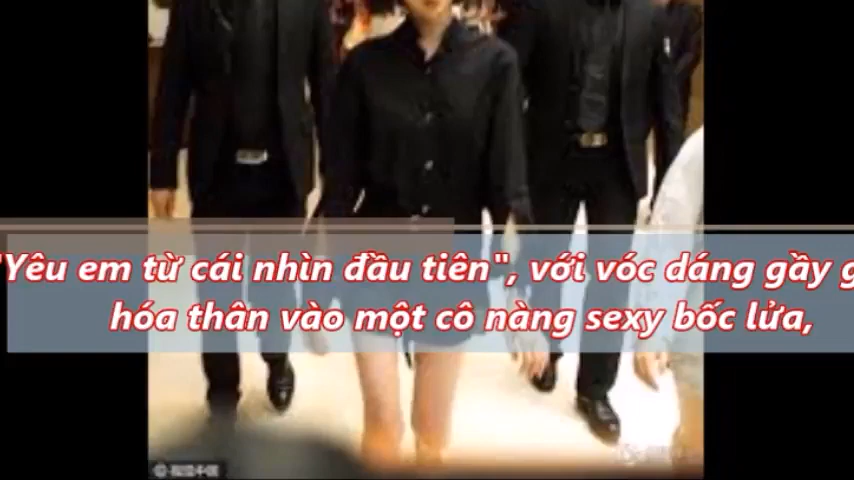 "Yêu em từ cái nhìn đầu tiên", với vóc dáng gầy
hóa thân vào một cô nàng sexy bốc lửa,